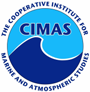 THE COOPERATIVE INSTITUTE FOR
CIMAS
MARINE AND ATMOSPHERIC STUDIES